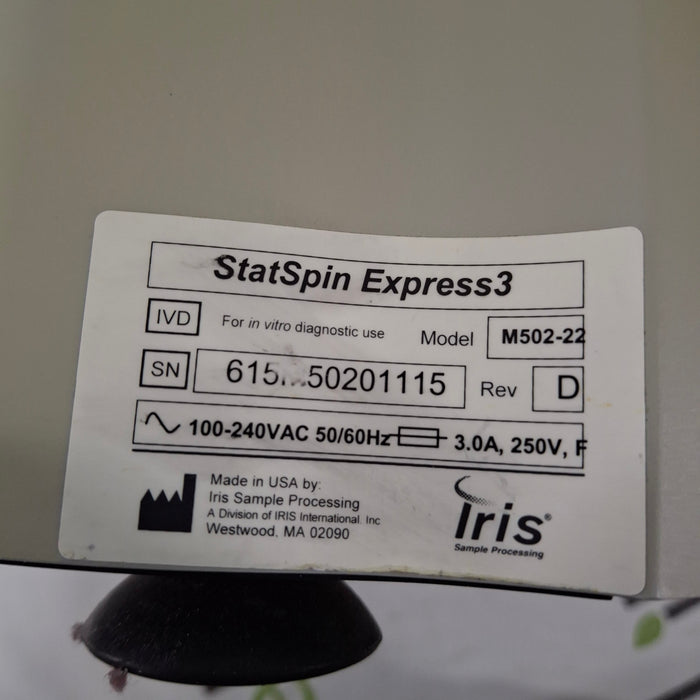 StatSpin Express3
IVD For in vitro diagnostic use Model M502-22
SN 50201115 Rev D
100-240VAC 50/60Hz 3.0A, 250V, F
Made in USA by:
Iris Sample Processing
A Division of IRIS International. Inc
Westwood, MA 02090
Iris®
Sample Processing